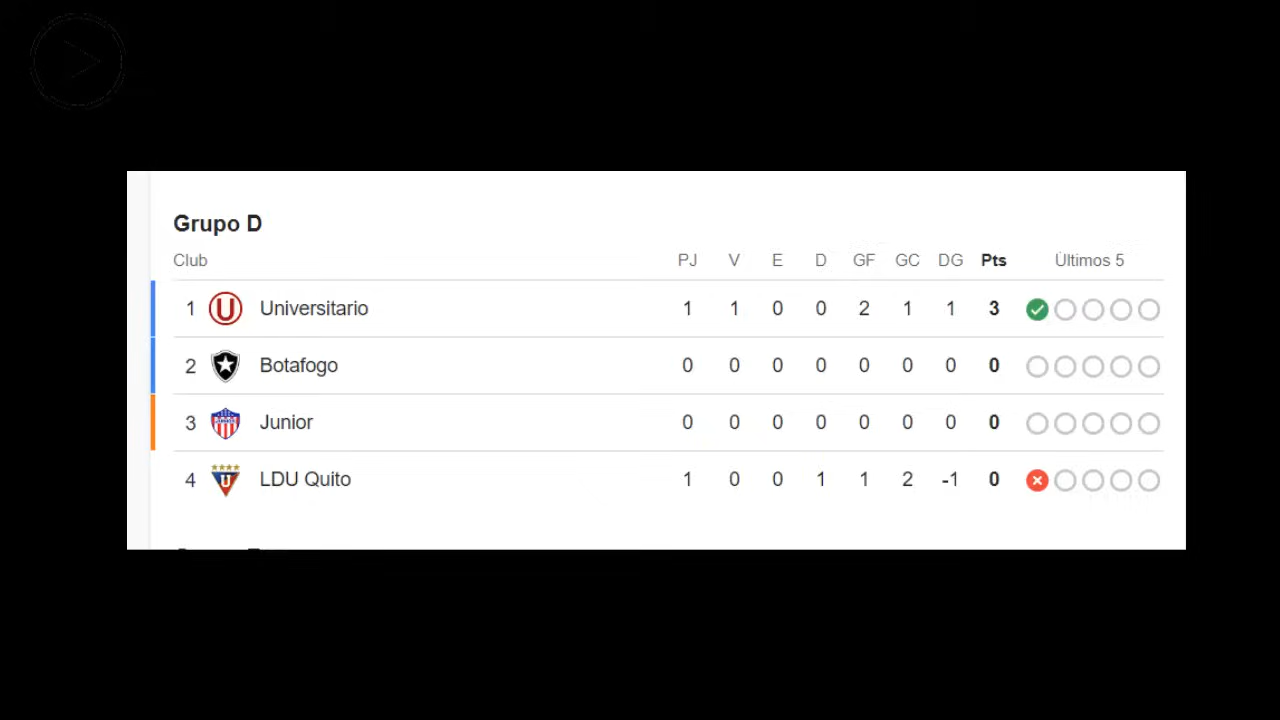 Grupo D
Club PJ V E D GF GC DG Pts Últimos 5
1 U Universitario 1 1 0 0 2 1 1 3
2 Botafogo 0 0 0 0 0 0 0 0
3 Junior 0 0 0 0 0 0 0 0
4 U LDU Quito 1 0 0 1 1 2 -1 0